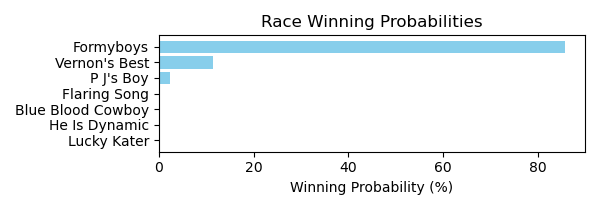 Race Winning Probabilities
Formyboys
Vernon's Best
P J's Boy
Flaring Song
Blue Blood Cowboy
He Is Dynamic
Lucky Kater
0 20 40 60 80
Winning Probability (%)